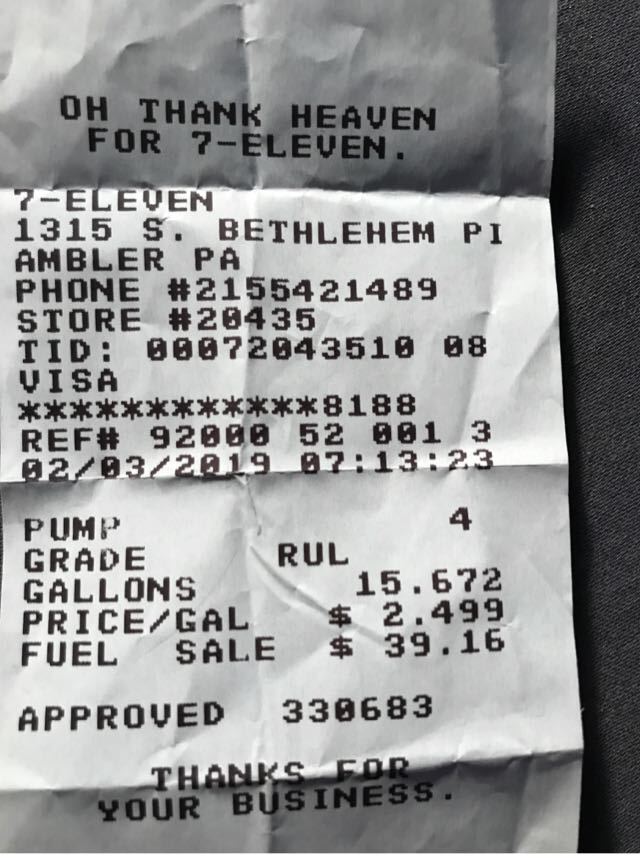 OH THANK HEAVEN
FOR 7-ELEVEN.
7-ELEVEN
1315 S. BETHLEHEM PI
AMBLER PA
PHONE #2155421489
STORE #20435
TID: 00072043510 08
VISA
************8188
REF# 92000 52 001 3
02/03/2019 07:13:23
PUMP 4
GRADE RUL
GALLONS 15.672
PRICE/GAL $ 2.499
FUEL SALE $ 39.16
APPROVED 330683
THANKS FOR
YOUR BUSINESS.